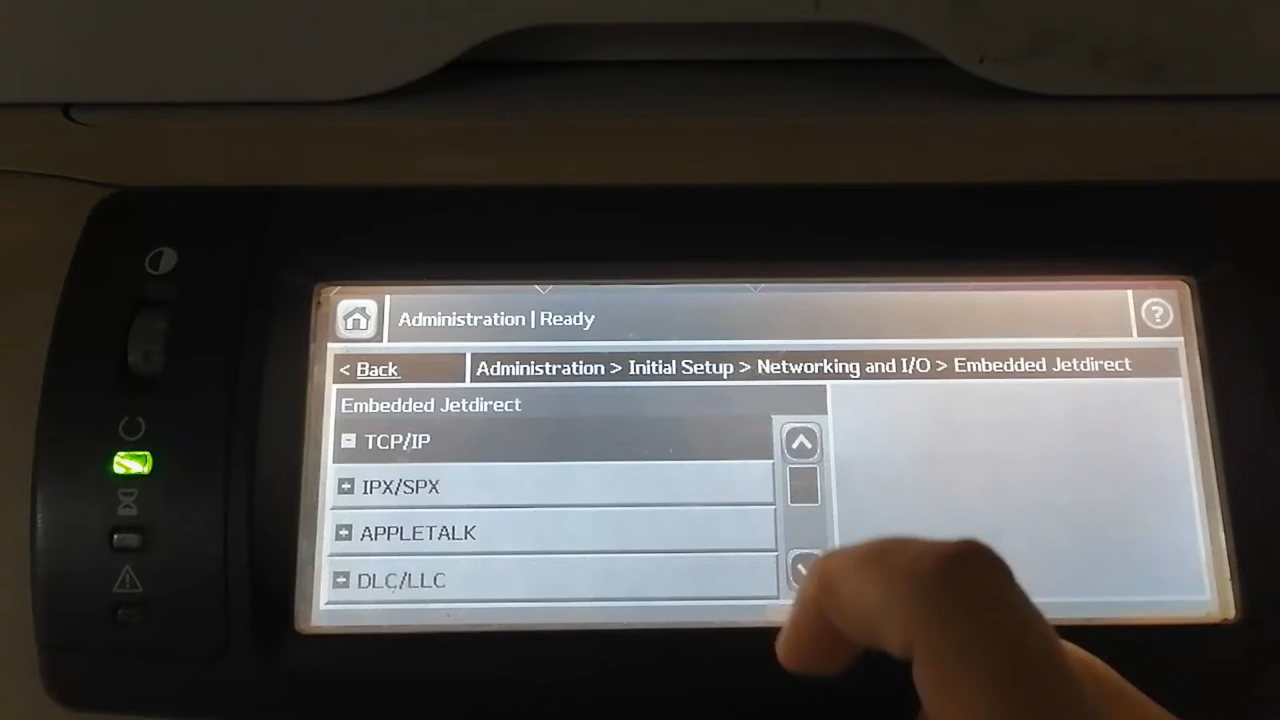 Administration | Ready
?
< Back
Administration > Initial Setup > Networking and I/O > Embedded Jetdirect
Embedded Jetdirect
TCP/IP
IPX/SPX
APPLETALK
DLC/LLC